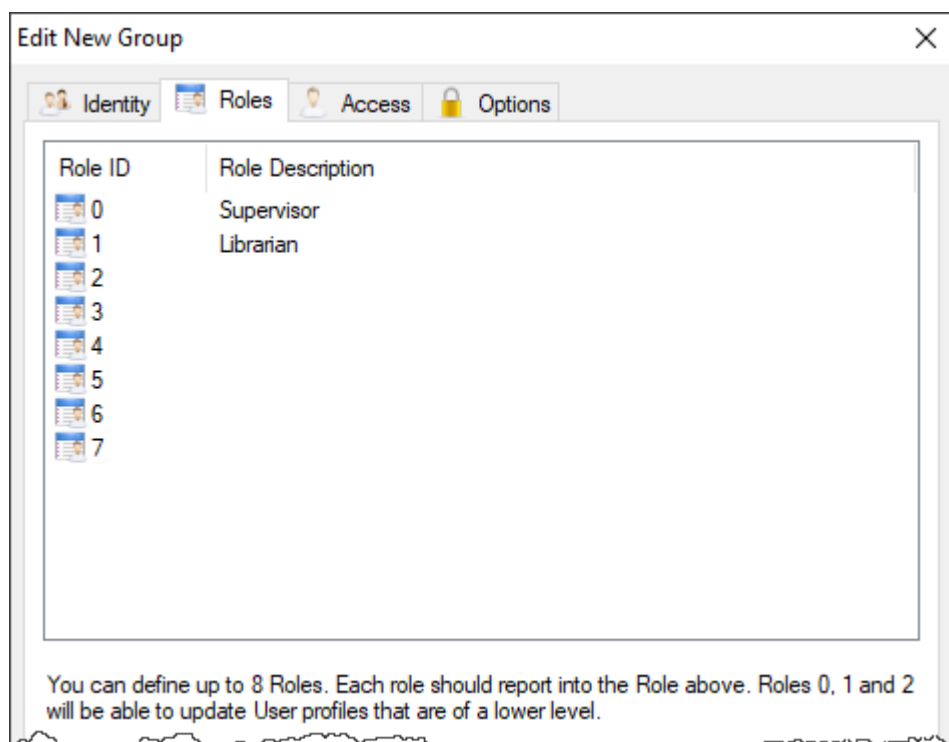 Edit New Group
Identity Roles Access Options
Role ID Role Description
0 Supervisor
1 Librarian
2
3
4
5
6
7
You can define up to 8 Roles. Each role should report into the Role above. Roles 0, 1 and 2
will be able to update User profiles that are of a lower level.